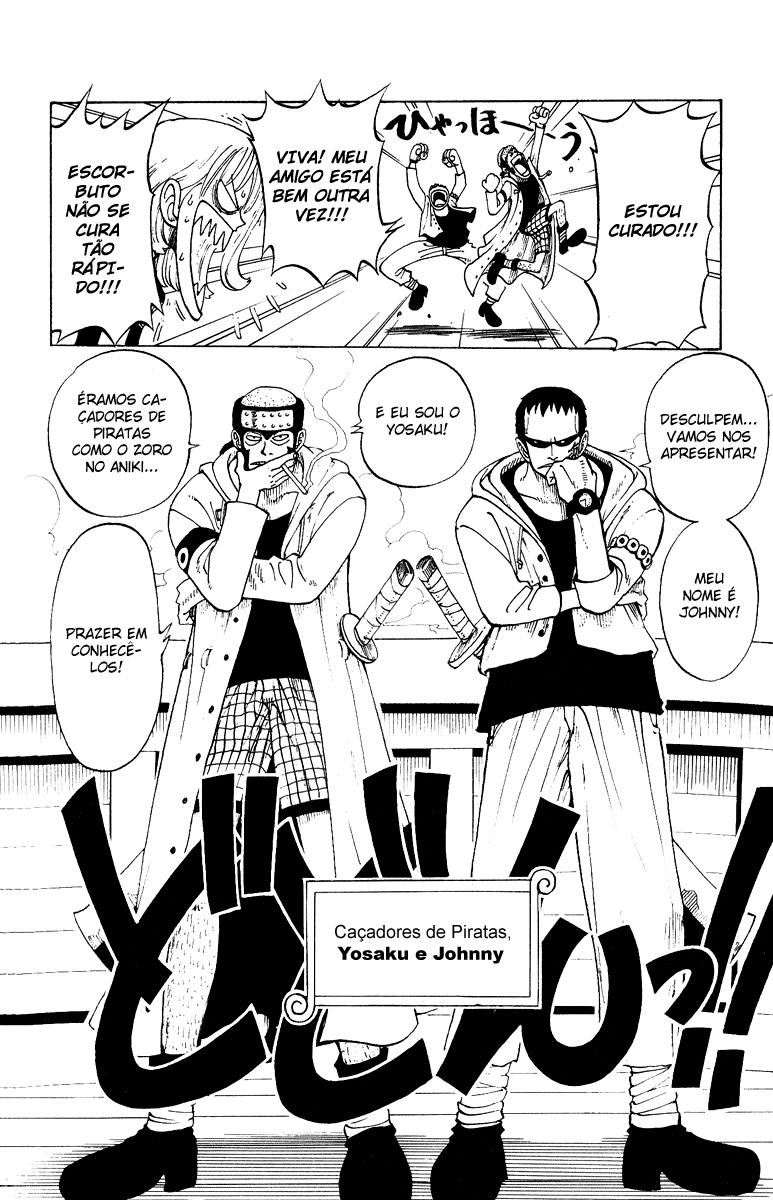 ESTOU
CURADO!!!
ひゃっほーーう
VIVA! MEU
AMIGO ESTÁ
BEM OUTRA
VEZ!!!
ESCOR-
BUTO
NÃO SE
CURA
TÃO
RÁPI-
DO!!!
DESCULPEM...
VAMOS NOS
APRESENTAR!
MEU
NOME É
JOHNNY!
E EU SOU O
YOSAKU!
ÉRAMOS CA-
ÇADORES DE
PIRATAS
COMO O ZORO
NO ANIKI...
PRAZER EM
CONHECÊ-
LOS!
どどんっ!!
Caçadores de Piratas,
Yosaku e Johnny